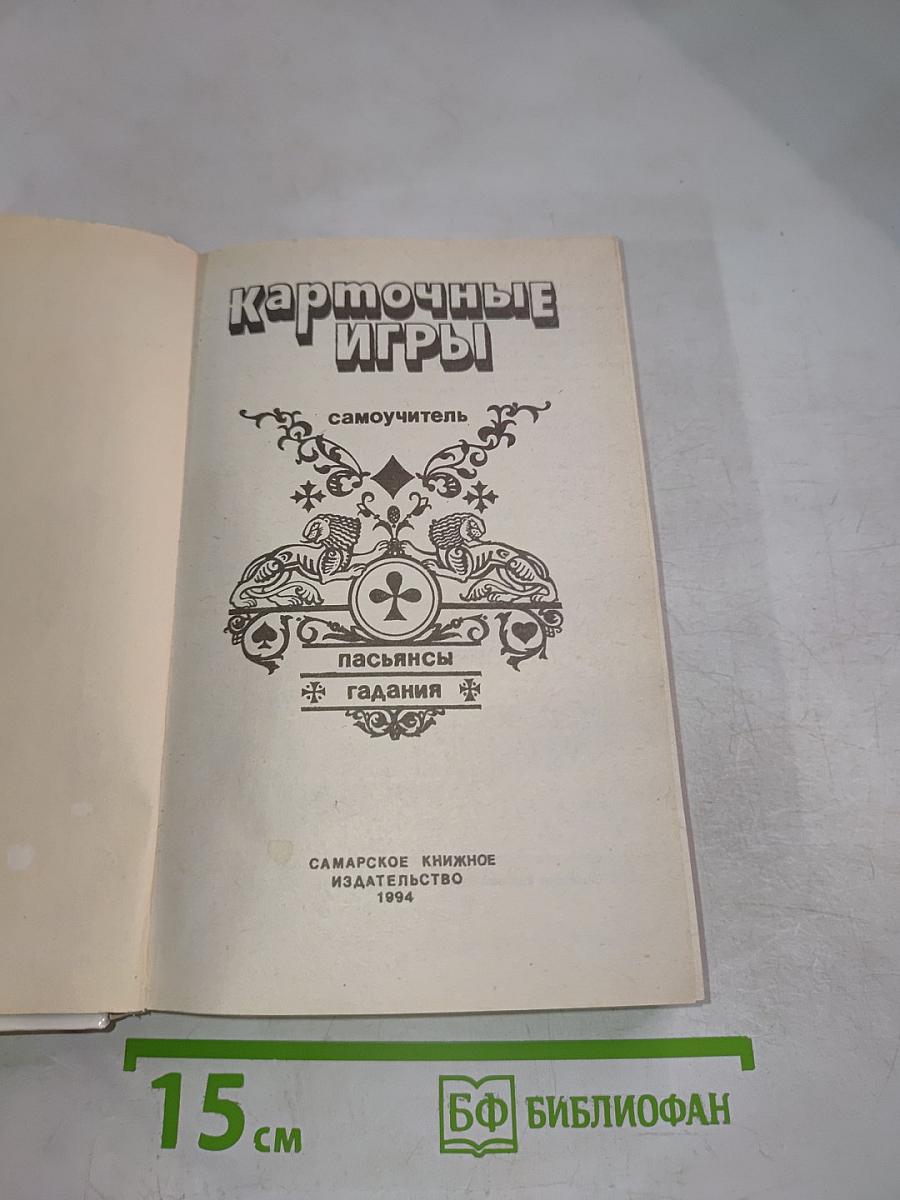 Карточные
ИГРЫ
самоучитель
пасьянсы
гадания
САМАРСКОЕ КНИЖНОЕ
ИЗДАТЕЛЬСТВО
1994
15 см
БФ БИБЛИОФАН